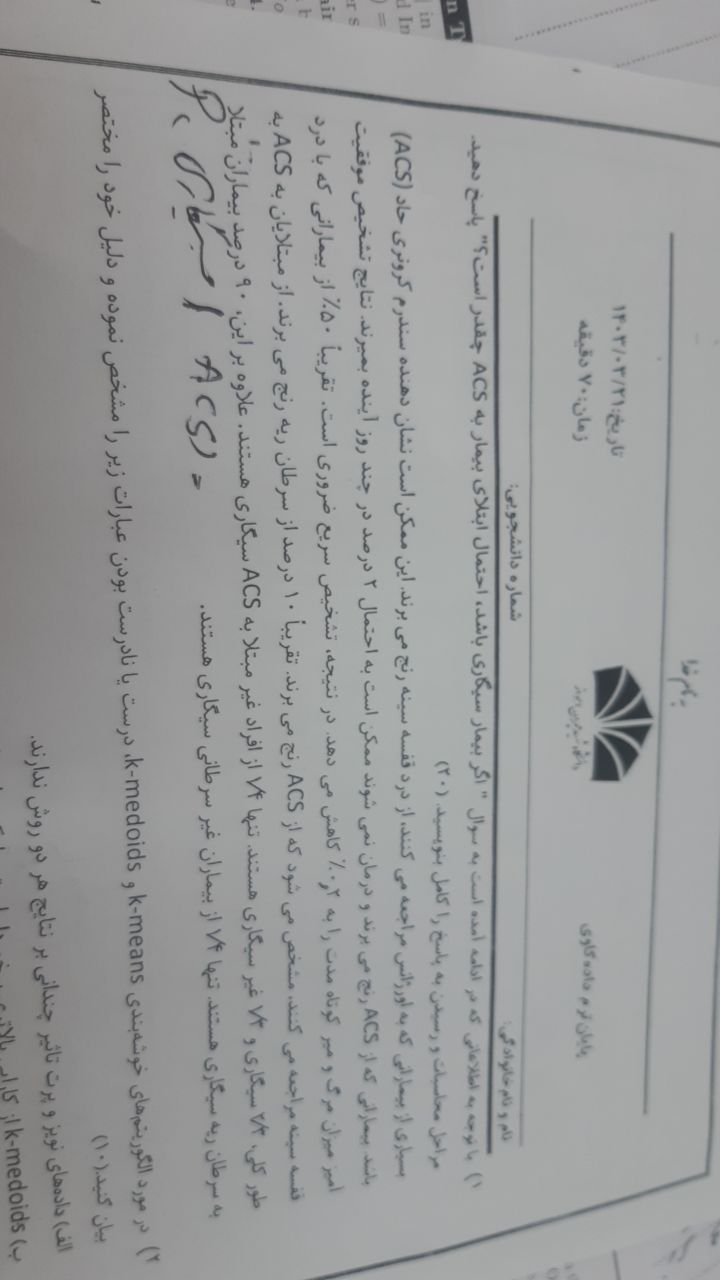 به نام خدا
تاریخ:۱۴۰۳/۰۳/۲۱
زمان:۷۰ دقیقه
دانشگاه شهید چمران اهواز
پایان ترم داده کاوی
نام و نام خانوادگی:
شماره دانشجویی:
۱) با توجه به اطلاعاتی که در ادامه آمده است به سوال " اگر بیمار سیگاری باشد، احتمال ابتلای بیمار به ACS چقدر است؟" پاسخ دهید.
مراحل محاسبات و رسیدن به پاسخ را کامل بنویسید. (۲۰)
بسیاری از بیمارانی که به اورژانس مراجعه می کنند، از درد قفسه سینه رنج می برند. این ممکن است نشان دهنده سندرم کرونری حاد (ACS)
باشد. بیمارانی که از ACS رنج می برند و درمان نمی شوند ممکن است به احتمال ۲ درصد در چند روز آینده بمیرند. نتایج تشخیص موفقیت
آمیز میزان مرگ و میر کوتاه مدت را به ۰٫۲٪ کاهش می دهد. در نتیجه، تشخیص سریع ضروری است. تقریباً ۵۰٪ از بیمارانی که با درد
قفسه سینه مراجعه می کنند، مشخص می شود که از ACS رنج می برند. تقریباً ۱۰ درصد از سرطان ریه رنج می برند. از مبتلایان به ACS به
طور کلی، ۲/۳ سیگاری و ۱/۳ غیر سیگاری هستند. تنها ۱/۴ از افراد غیر مبتلا به ACS سیگاری هستند. علاوه بر این، ۹۰ درصد بیماران مبتلا
به سرطان ریه سیگاری هستند. تنها ۱/۴ از بیماران غیر سرطانی سیگاری هستند.
P( سیگاری | ACS) =
۲) در مورد الگوریتم‌های خوشه‌بندی k-means و k-medoids، درست یا نادرست بودن عبارات زیر را مشخص نموده و دلیل خود را مختصر
بیان کنید.(۱۰)
الف) داده‌های نویز و پرت تاثیر چندانی بر نتایج هر دو روش ندارند.
ب) k-medoids از کارایی بالاتری